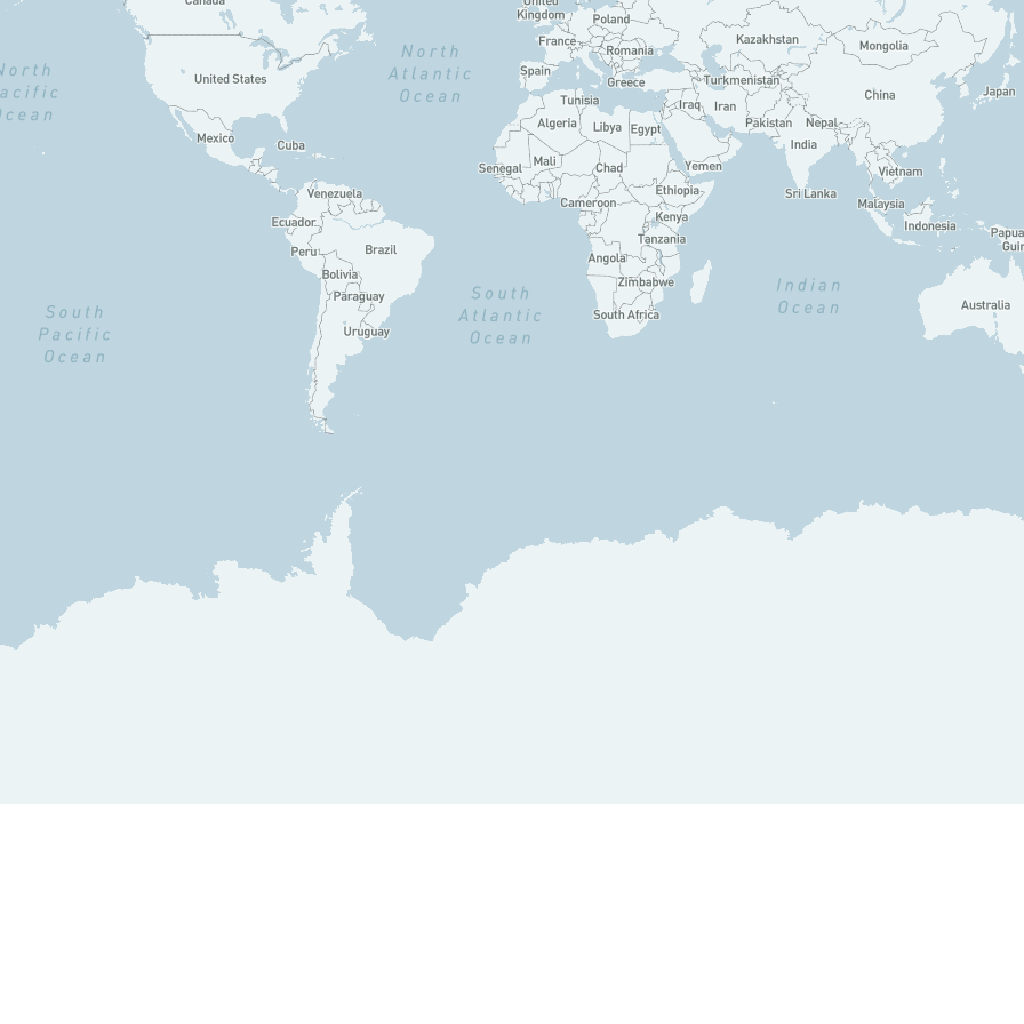 Canada
United
Kingdom
Poland
North
Atlantic
Ocean
France
Romania
Kazakhstan
Mongolia
North
acific
Ocean
United States
Spain
Greece
Turkmenistan
China
Japan
Tunisia
Iraq
Iran
Algeria
Libya
Egypt
Pakistan
Nepal
Mexico
Cuba
India
Senegal
Mali
Chad
Yemen
Vietnam
Venezuela
Cameroon
Ethiopia
Sri Lanka
Malaysia
Ecuador
Kenya
Indonesia
Papua
Guin
Peru
Brazil
Tanzania
Bolivia
Angola
Paraguay
Zimbabwe
South
Atlantic
Ocean
Indian
Ocean
South
Pacific
Ocean
Uruguay
South Africa
Australia